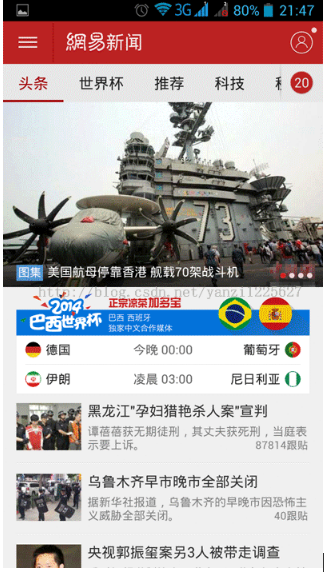 3G 80% 21:47
網易新闻
头条 世界杯 推荐 科技 20
73
图集 美国航母停靠香港 舰载70架战斗机
http://blog.csdn.net/yanzi1225627
2014 巴西世界杯
正宗凉茶加多宝
巴西 西班牙
独家中文合作媒体
德国 今晚 00:00 葡萄牙
伊朗 凌晨 03:00 尼日利亚
黑龙江"孕妇猎艳杀人案"宣判
谭蓓蓓获无期徒刑，其丈夫获死刑，当庭表
示要上诉。 87814跟贴
乌鲁木齐早市晚市全部关闭
据新华社报道，乌鲁木齐的早晚市因恐怖主
义威胁全部关闭。 40跟贴
央视郭振玺案另3人被带走调查